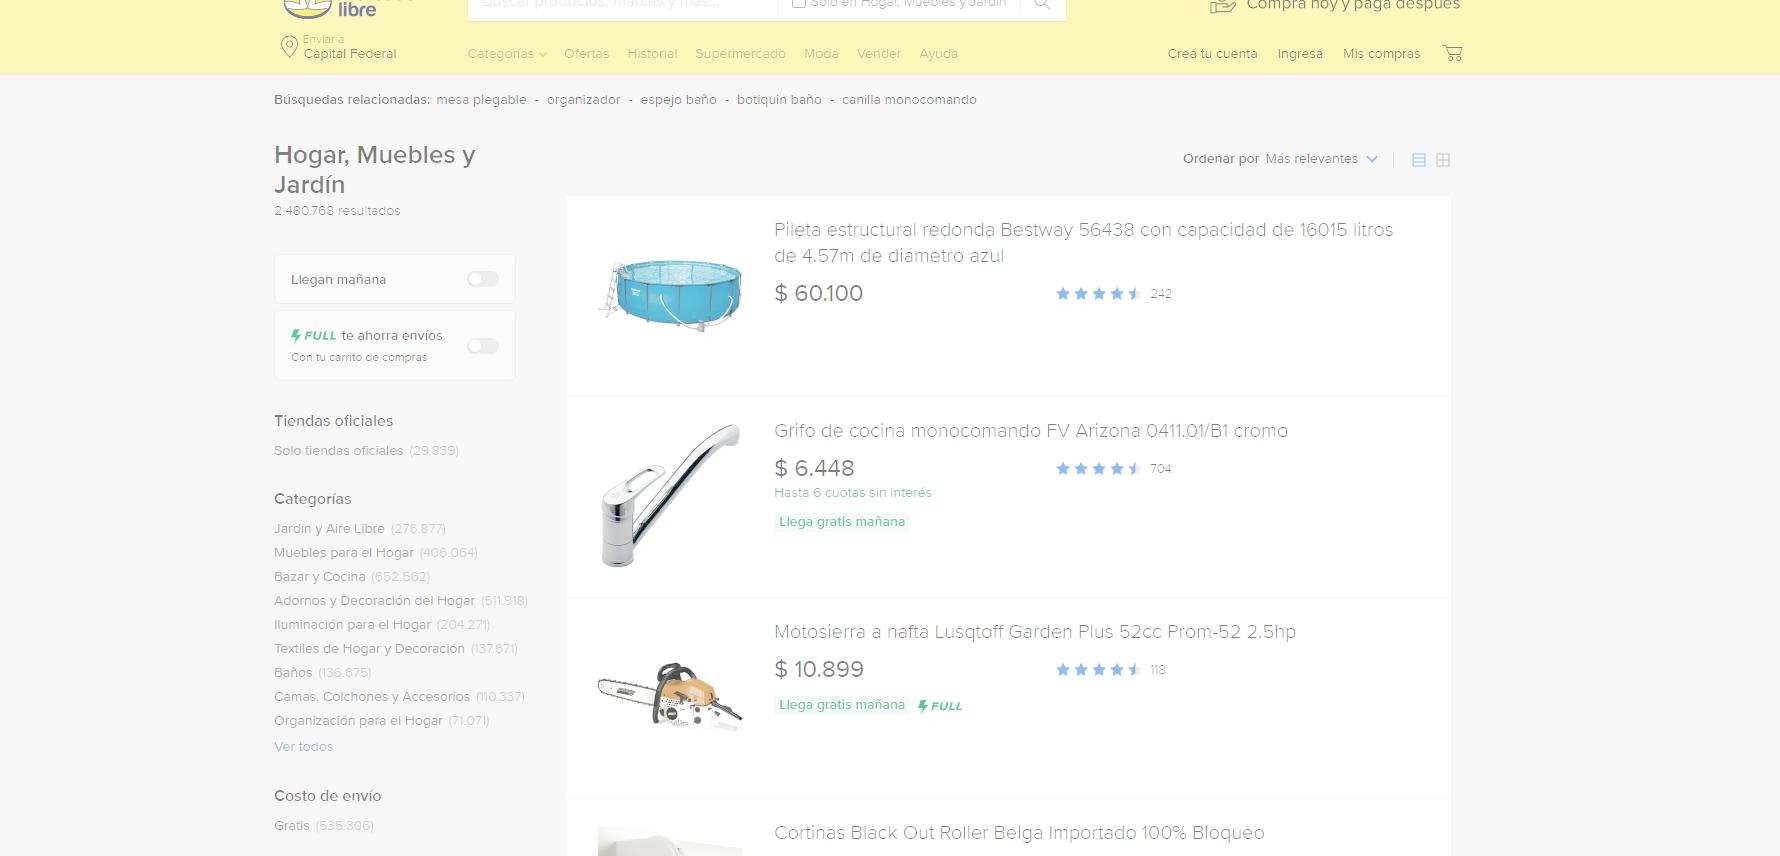 libre
Buscar productos, marcas y más...
Solo en Hogar, Muebles y Jardín
Comprá hoy y pagá después
Enviar a
Capital Federal
Categorías
Ofertas
Historial
Supermercado
Moda
Vender
Ayuda
Creá tu cuenta
Ingresá
Mis compras
Búsquedas relacionadas: mesa plegable - organizador - espejo baño - botiquin baño - canilla monocomando
Hogar, Muebles y
Jardín
2.480.768 resultados
Ordenar por Más relevantes
Llegan mañana
FULL te ahorra envíos
Con tu carrito de compras
Tiendas oficiales
Solo tiendas oficiales (29.839)
Categorías
Jardin y Aire Libre (276.877)
Muebles para el Hogar (406.064)
Bazar y Cocina (652.562)
Adornos y Decoración del Hogar (511.918)
Iluminación para el Hogar (204.271)
Textiles de Hogar y Decoración (137.671)
Baños (136.675)
Camas, Colchones y Accesorios (110.337)
Organización para el Hogar (71.071)
Ver todos
Costo de envío
Gratis (535.306)
Pileta estructural redonda Bestway 56438 con capacidad de 16015 litros
de 4.57m de diámetro azul
$ 60.100
242
Grifo de cocina monocomando FV Arizona 0411.01/B1 cromo
$ 6.448
704
Hasta 6 cuotas sin interés
Llega gratis mañana
Motosierra a nafta Lusqtoff Garden Plus 52cc Prom-52 2.5hp
$ 10.899
118
Llega gratis mañana FULL
Cortinas Black Out Roller Belga Importado 100% Bloqueo